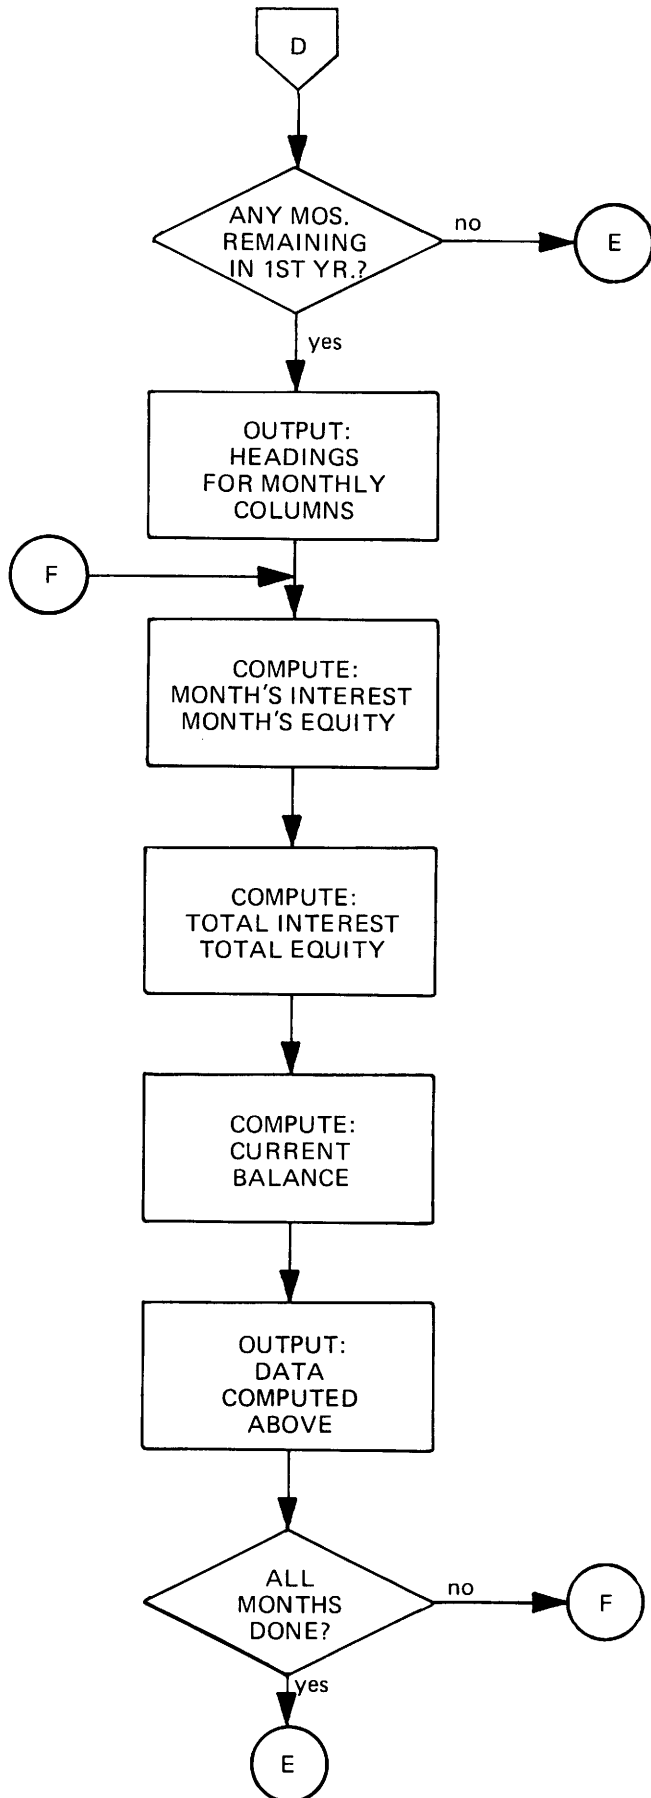 D
ANY MOS.
REMAINING
IN 1ST YR.?
no
E
yes
OUTPUT:
HEADINGS
FOR MONTHLY
COLUMNS
F
COMPUTE:
MONTH'S INTEREST
MONTH'S EQUITY
COMPUTE:
TOTAL INTEREST
TOTAL EQUITY
COMPUTE:
CURRENT
BALANCE
OUTPUT:
DATA
COMPUTED
ABOVE
ALL
MONTHS
DONE?
no
F
yes
E